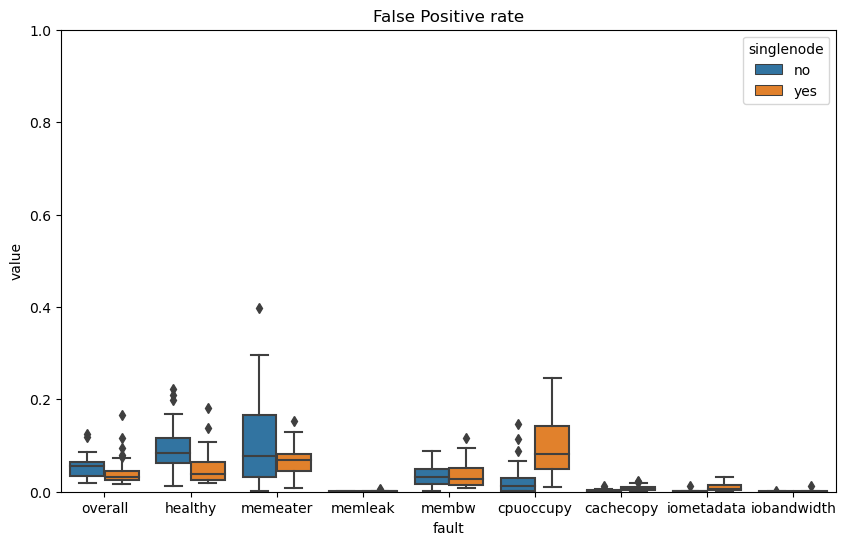 False Positive rate
singlenode
no
yes
value
1.0
0.8
0.6
0.4
0.2
0.0
overall healthy memeater memleak membw cpuoccupy cachecopy iometadata iobandwidth
fault